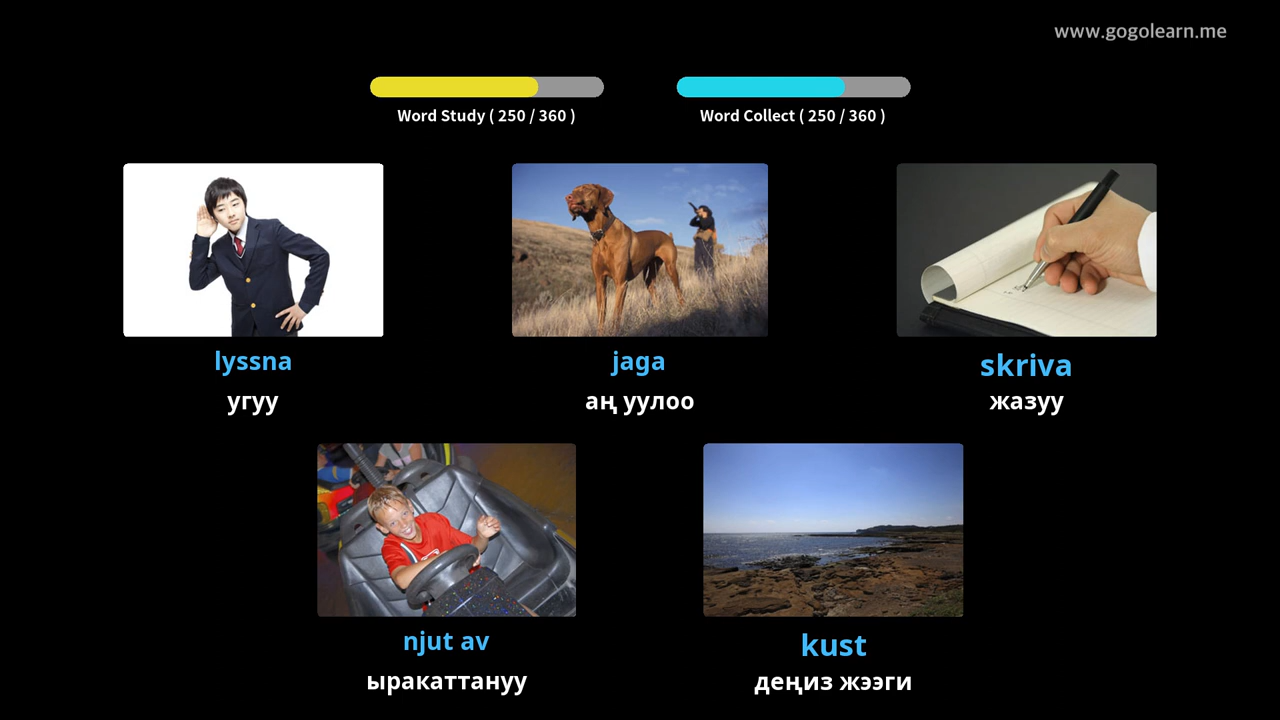 www.gogolearn.me
Word Study ( 250 / 360 )
Word Collect ( 250 / 360 )
lyssna
угуу
jaga
аң уулоо
skriva
жазуу
njut av
ыракаттануу
kust
деңиз жээги